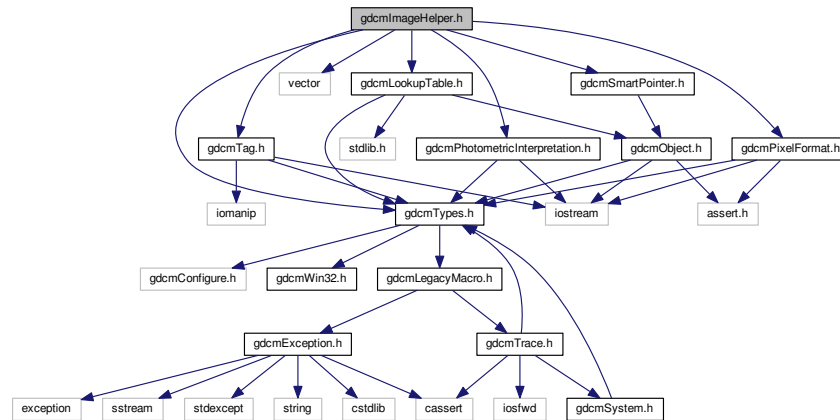 gdcmImageHelper.h
vector
gdcmLookupTable.h
gdcmSmartPointer.h
gdcmTag.h
stdlib.h
gdcmPhotometricInterpretation.h
gdcmObject.h
gdcmPixelFormat.h
iomanip
gdcmTypes.h
iostream
assert.h
gdcmConfigure.h
gdcmWin32.h
gdcmLegacyMacro.h
gdcmException.h
gdcmTrace.h
exception
sstream
stdexcept
string
cstdlib
cassert
iosfwd
gdcmSystem.h